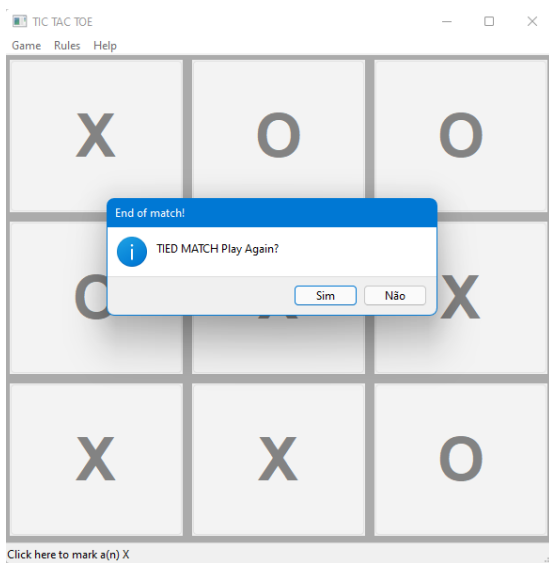 TIC TAC TOE
Game Rules Help
X O O
End of match!
TIED MATCH Play Again?
Sim Não
O X X
X X O
Click here to mark a(n) X